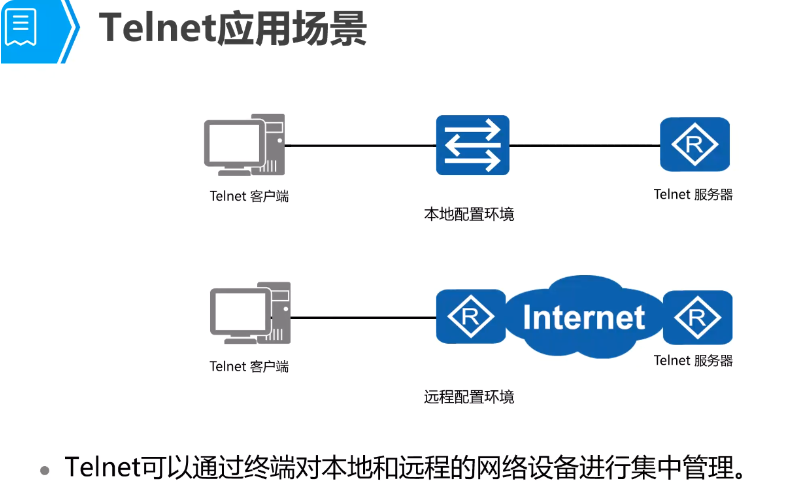 Telnet应用场景
R
Telnet 客户端
本地配置环境
Telnet 服务器
R
Internet
R
Telnet 客户端
远程配置环境
Telnet 服务器
Telnet可以通过终端对本地和远程的网络设备进行集中管理。